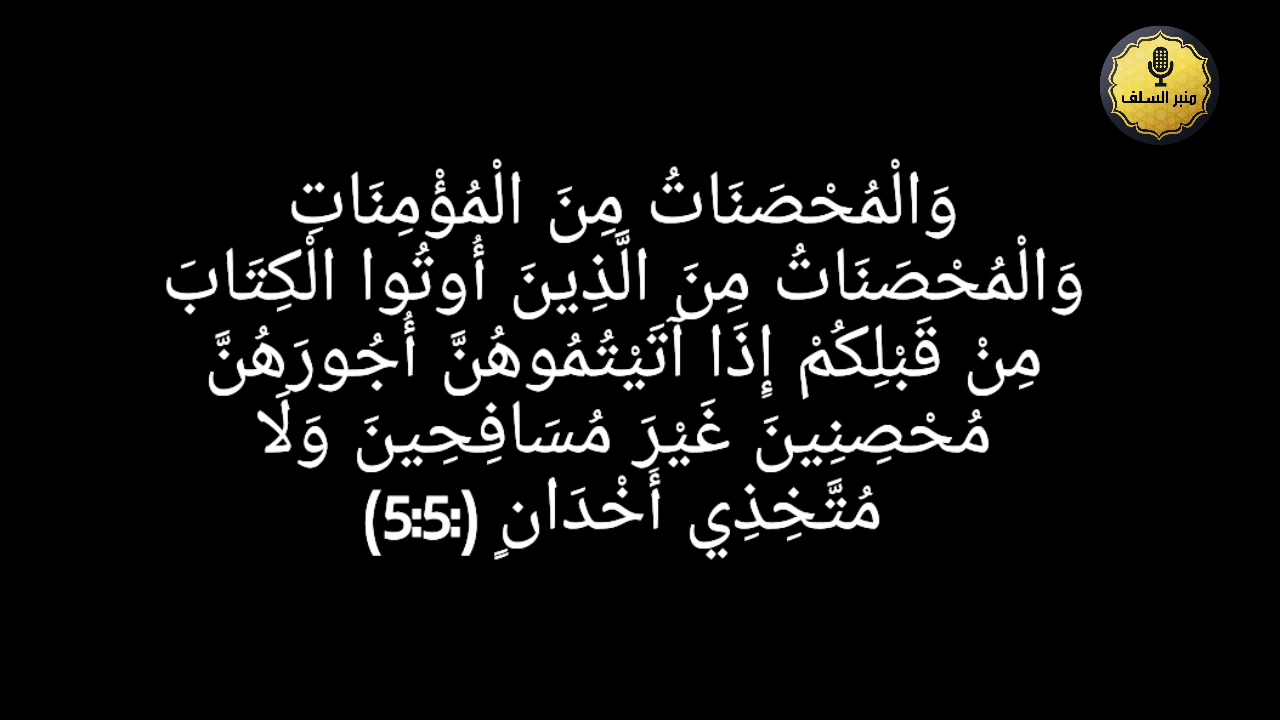 منبر السلف
وَالْمُحْصَنَاتُ مِنَ الْمُؤْمِنَاتِ
وَالْمُحْصَنَاتُ مِنَ الَّذِينَ أُوتُوا الْكِتَابَ
مِنْ قَبْلِكُمْ إِذَا آَتَيْتُمُوهُنَّ أُجُورَهُنَّ
مُحْصِنِينَ غَيْرَ مُسَافِحِينَ وَلَا
مُتَّخِذِي أَخْدَانٍ (5:5:)